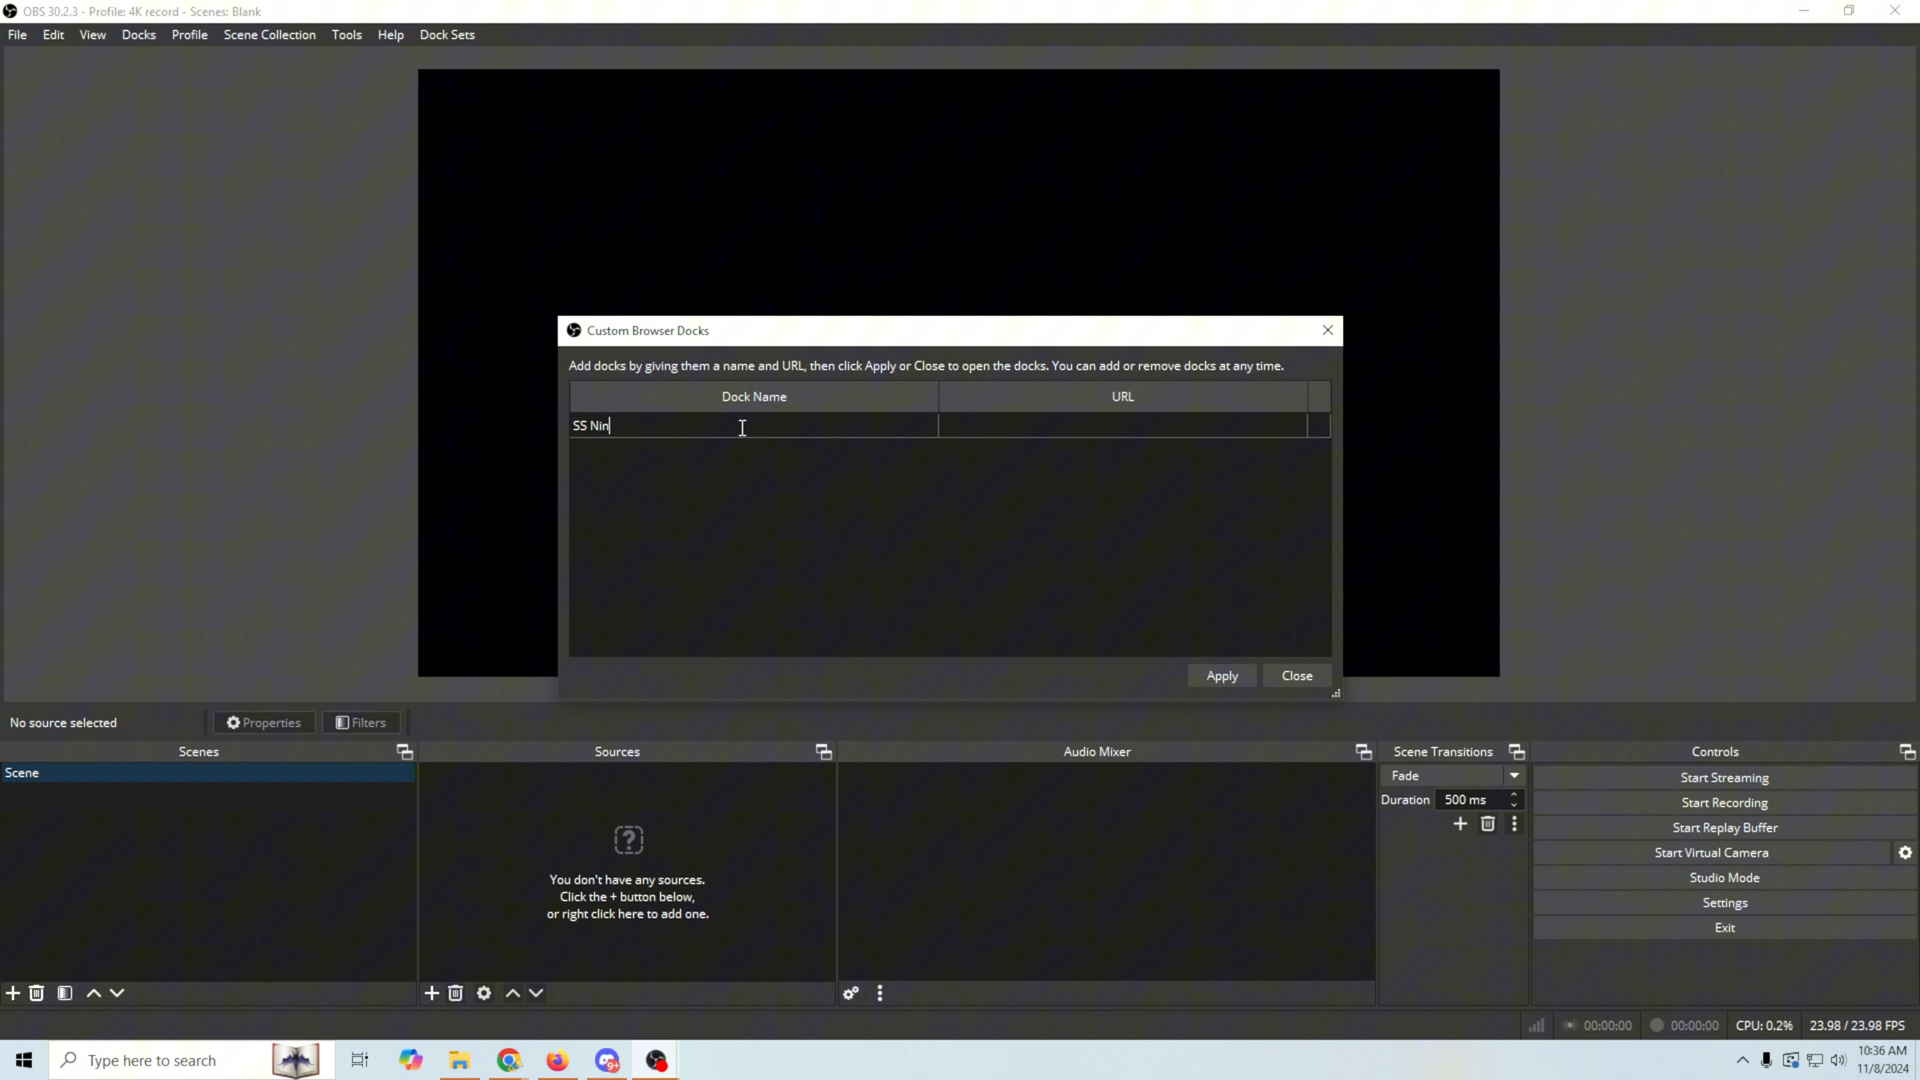 OBS 30.2.3 - Profile: 4K record - Scenes: Blank
File Edit View Docks Profile Scene Collection Tools Help Dock Sets
Custom Browser Docks
Add docks by giving them a name and URL, then click Apply or Close to open the docks. You can add or remove docks at any time.
Dock Name URL
SS Nin
Apply Close
No source selected Properties Filters
Scenes Sources Audio Mixer Scene Transitions Controls
Scene
Fade
Duration 500 ms
You don't have any sources.
Click the + button below,
or right click here to add one.
Start Streaming
Start Recording
Start Replay Buffer
Start Virtual Camera
Studio Mode
Settings
Exit
00:00:00 00:00:00 CPU: 0.2% 23.98 / 23.98 FPS
Type here to search
9+
10:36 AM
11/8/2024